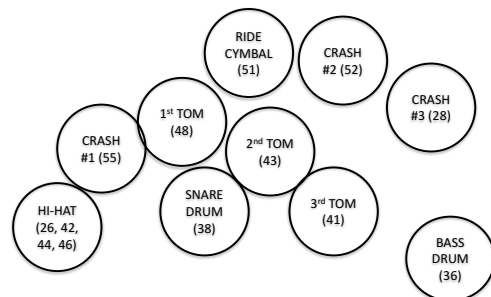 RIDE
CYMBAL
(51)
CRASH
#2 (52)
CRASH
#3 (28)
1st TOM
(48)
CRASH
#1 (55)
2nd TOM
(43)
SNARE
DRUM
(38)
3rd TOM
(41)
HI-HAT
(26, 42,
44, 46)
BASS
DRUM
(36)